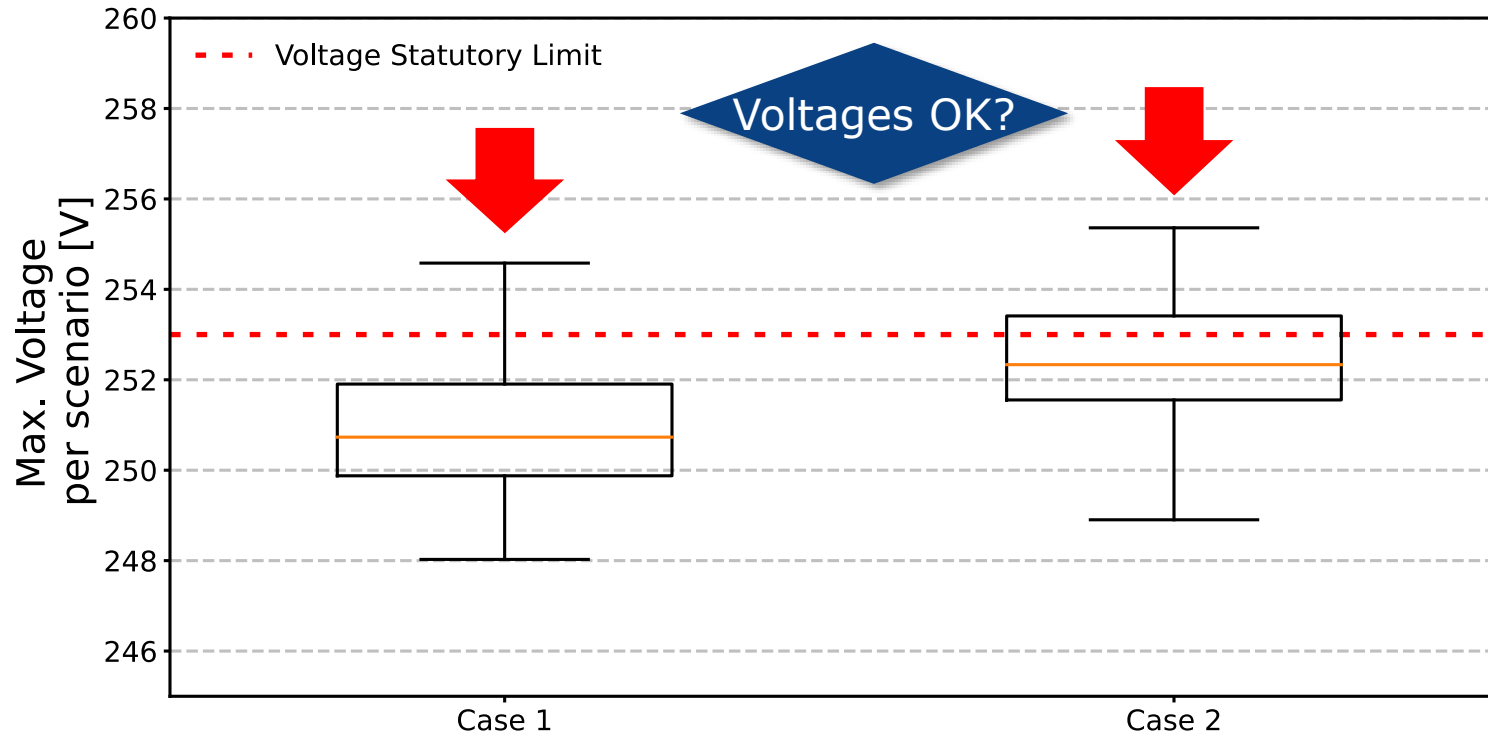 260
Voltage Statutory Limit
258
Voltages OK?
256
254
252
250
248
246
Max. Voltage
per scenario [V]
Case 1
Case 2